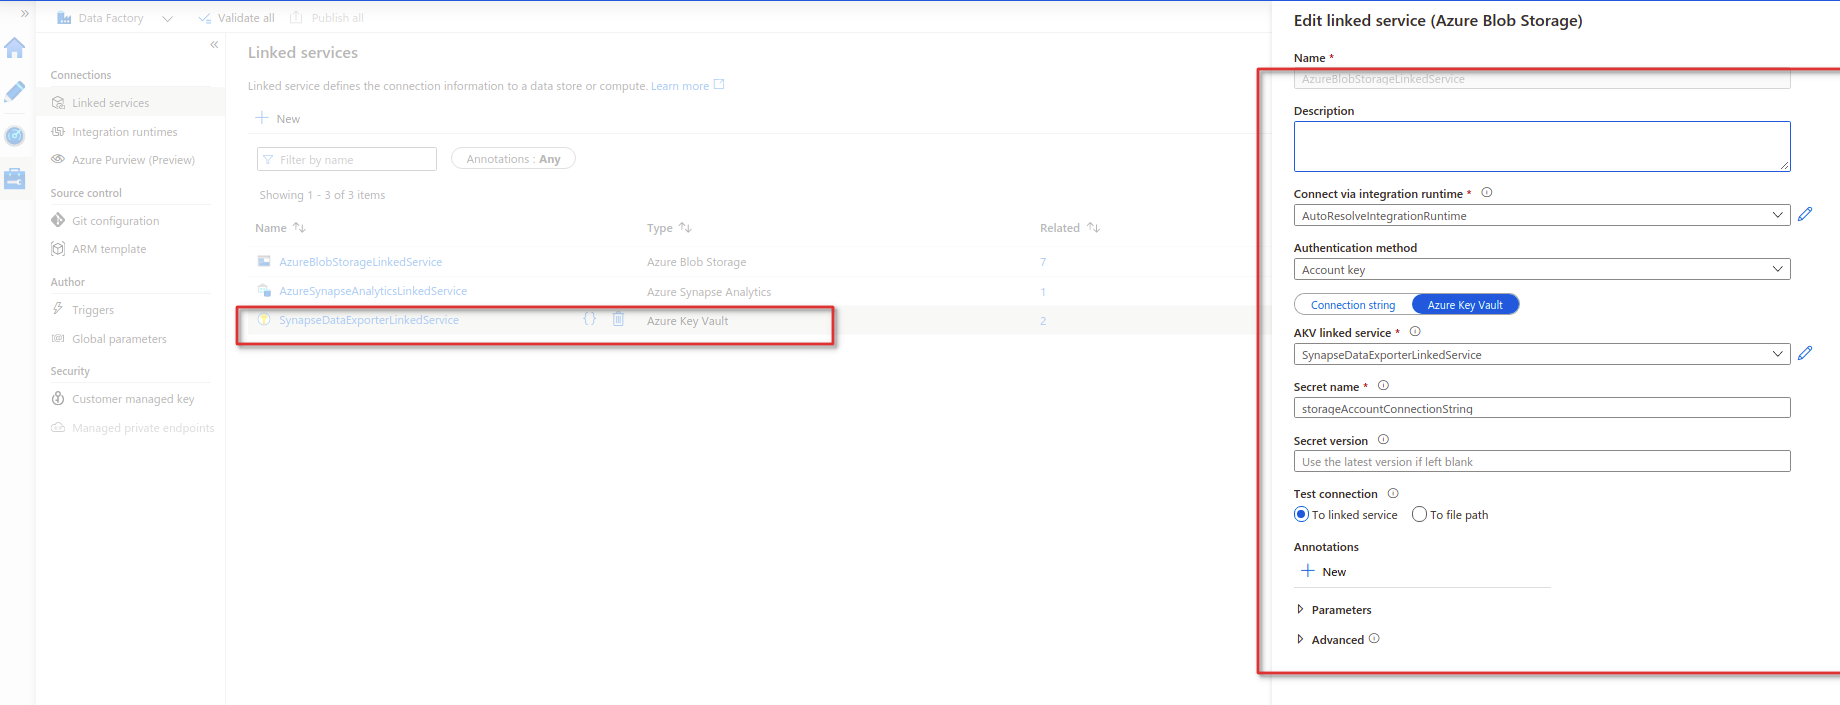 Data Factory
Validate all
Publish all
Connections
Linked services
Integration runtimes
Azure Purview (Preview)
Source control
Git configuration
ARM template
Author
Triggers
Global parameters
Security
Customer managed key
Managed private endpoints
Linked services
Linked service defines the connection information to a data store or compute. Learn more
New
Filter by name
Annotations : Any
Showing 1 - 3 of 3 items
Name Type Related
AzureBlobStorageLinkedService Azure Blob Storage 7
AzureSynapseAnalyticsLinkedService Azure Synapse Analytics 1
SynapseDataExporterLinkedService {} Azure Key Vault 2
Edit linked service (Azure Blob Storage)
Name *
AzureBlobStorageLinkedService
Description
Connect via integration runtime *
AutoResolveIntegrationRuntime
Authentication method
Account key
Connection string Azure Key Vault
AKV linked service *
SynapseDataExporterLinkedService
Secret name *
storageAccountConnectionString
Secret version
Use the latest version if left blank
Test connection
To linked service To file path
Annotations
New
Parameters
Advanced